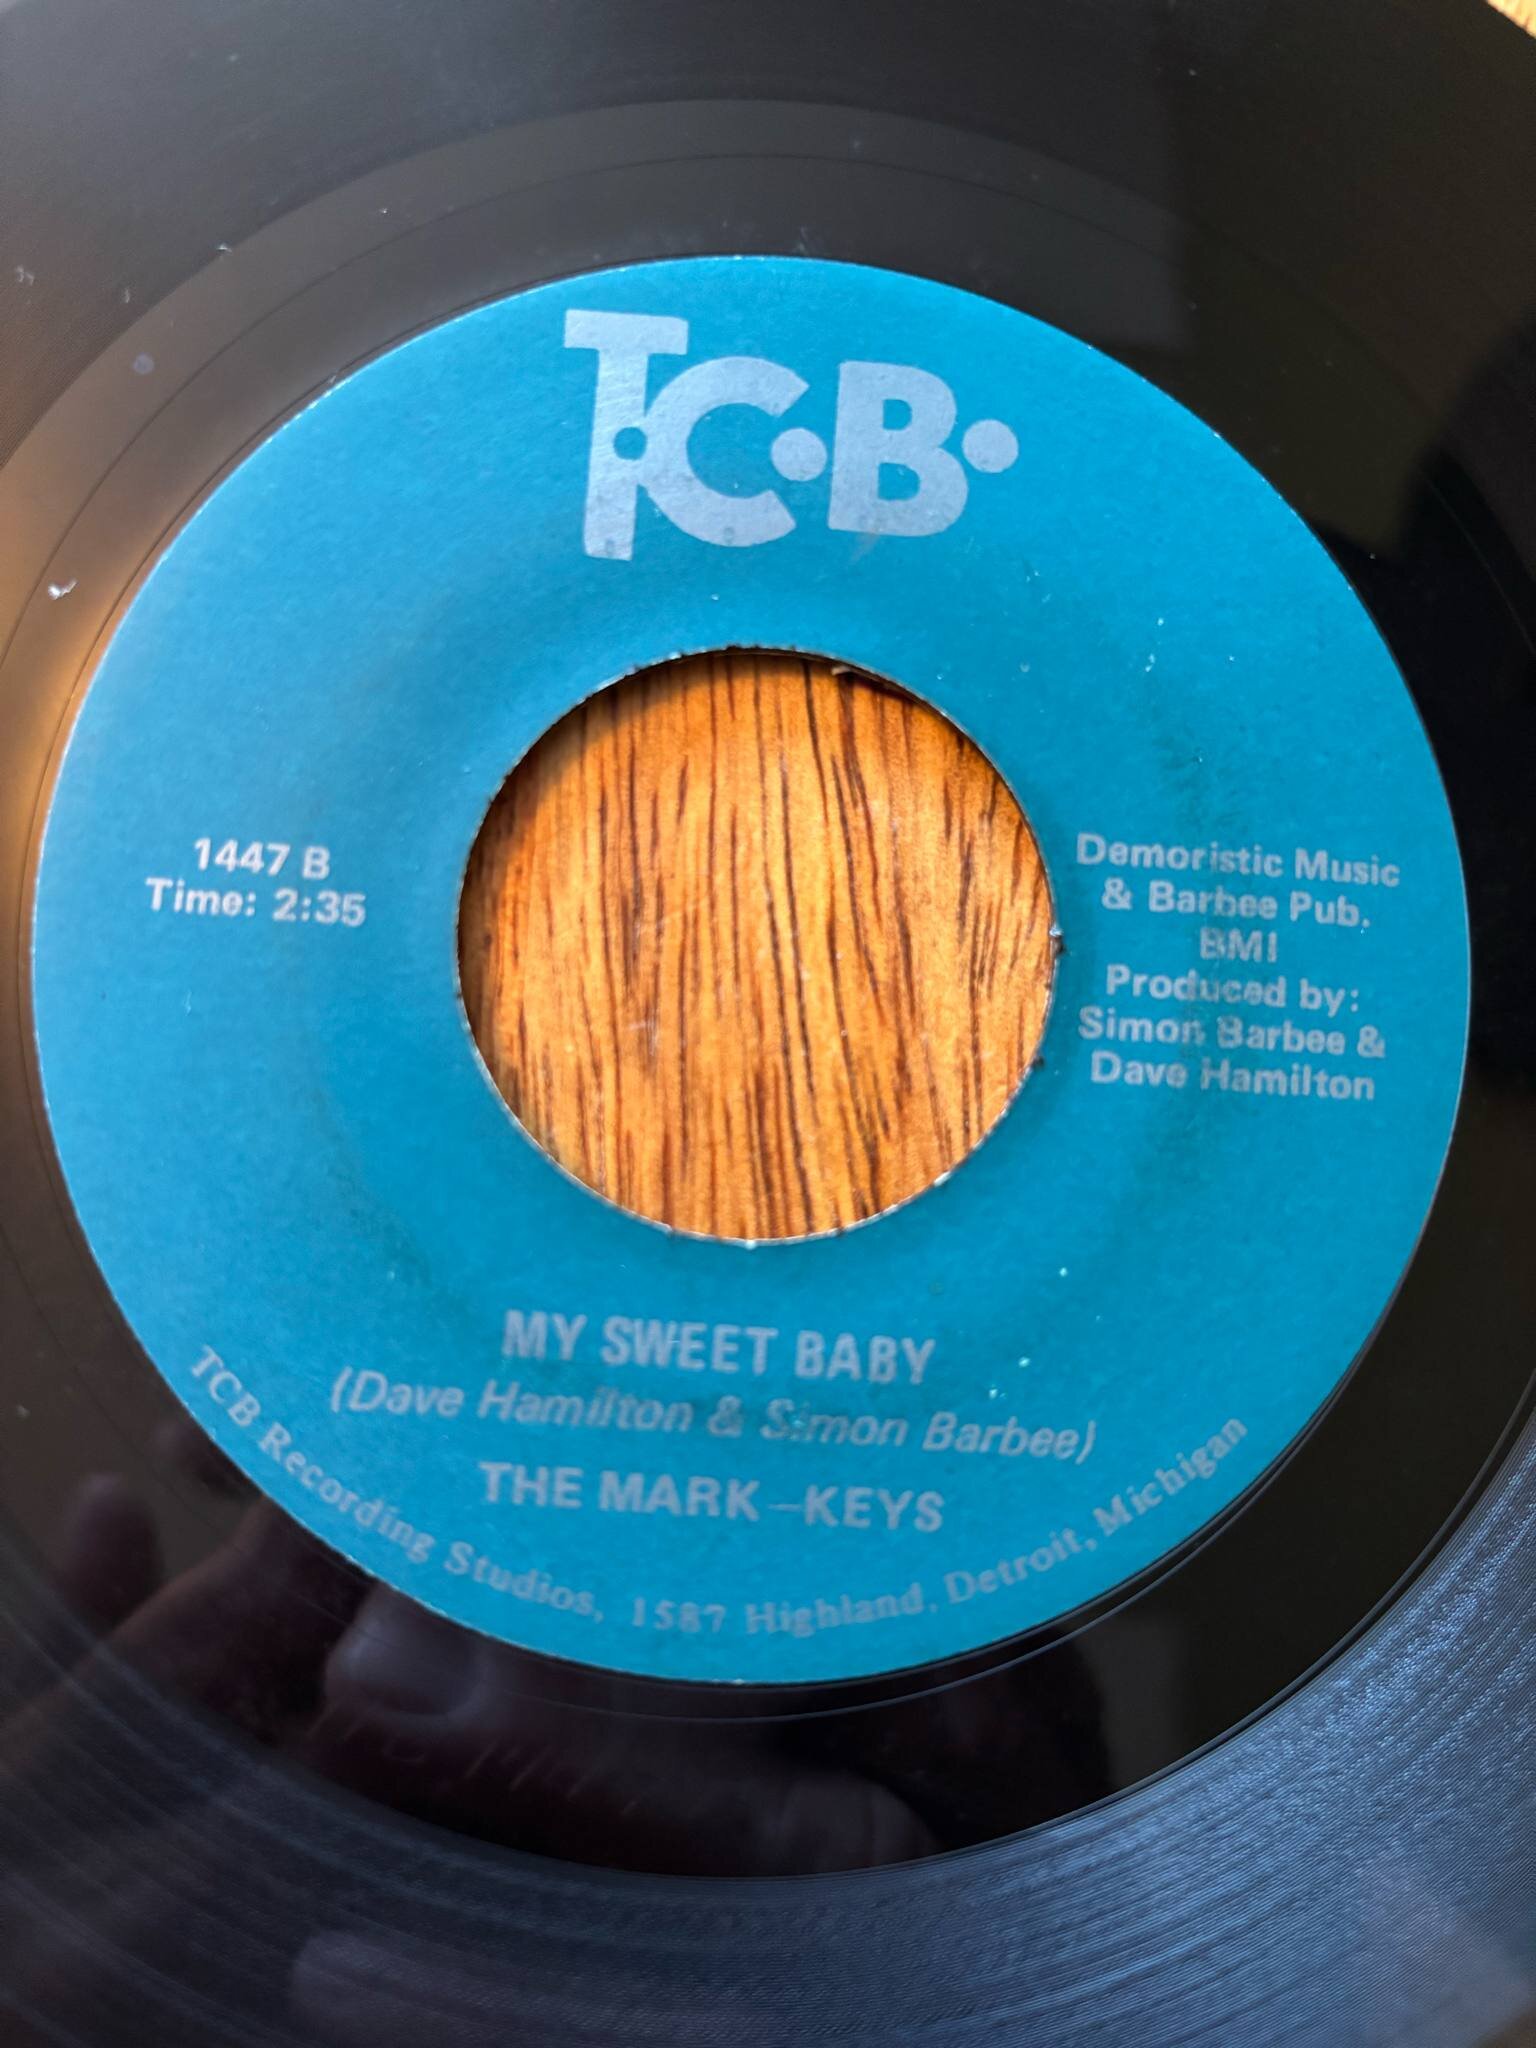 T.C.B.
1447 B
Time: 2:35
Demoristic Music
& Barbee Pub.
BMI
Produced by:
Simon Barbee &
Dave Hamilton
MY SWEET BABY
(Dave Hamilton & Simon Barbee)
THE MARK-KEYS
TCB Recording Studios, 1587 Highland, Detroit, Michigan